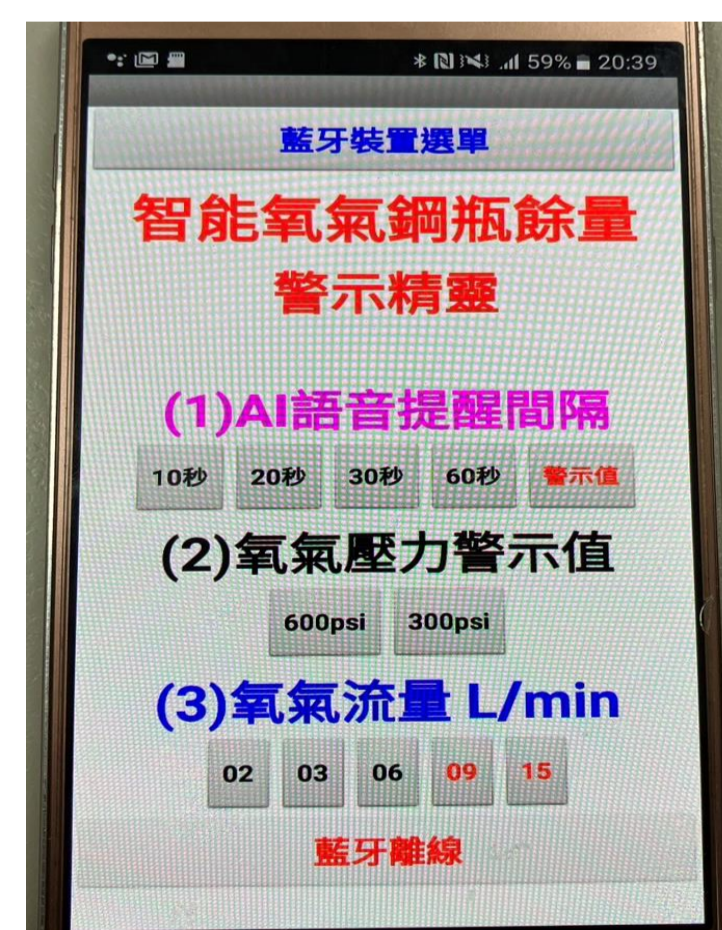 59% 20:39
藍牙裝置選單
智能氧氣鋼瓶餘量
警示精靈
(1)AI語音提醒間隔
10秒 20秒 30秒 60秒 警示值
(2)氧氣壓力警示值
600psi 300psi
(3)氧氣流量 L/min
02 03 06 09 15
藍牙離線